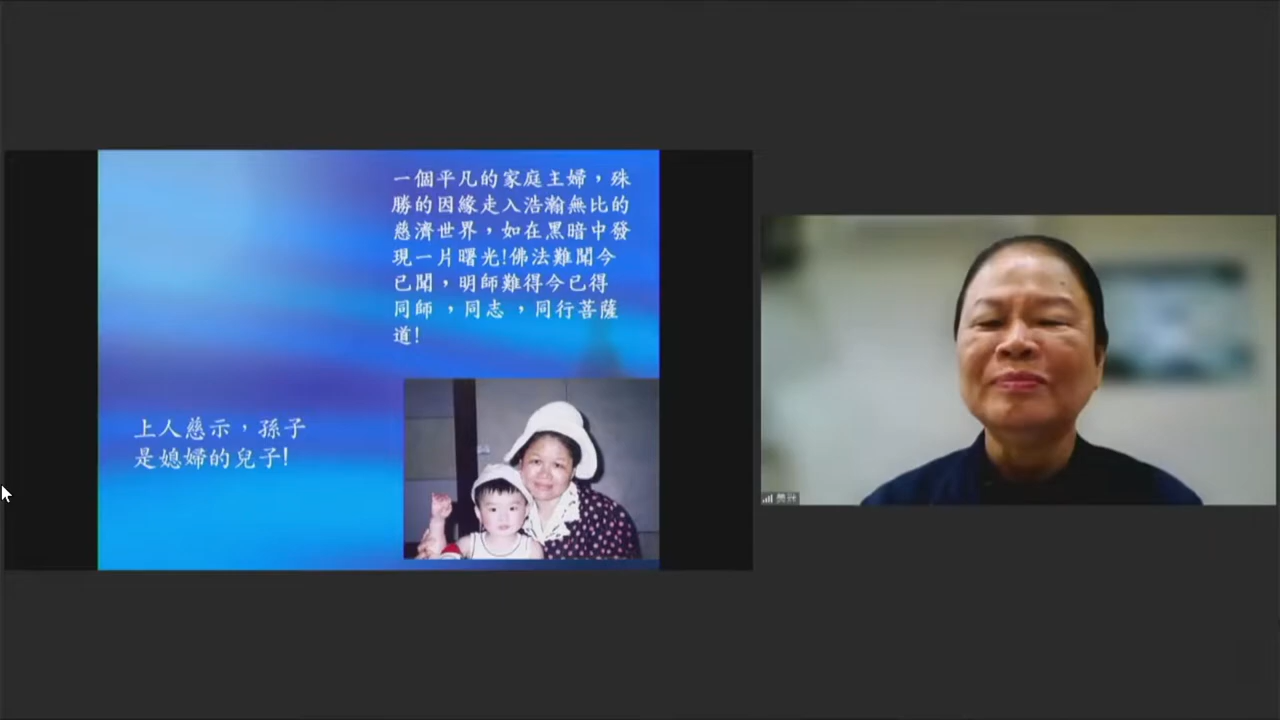 一個平凡的家庭主婦，殊
勝的因緣走入浩瀚無比的
慈濟世界，如在黑暗中發
現一片曙光!佛法難聞今
已聞，明師難得今已得
同師 ，同志 ，同行菩薩
道!
上人慈示，孫子
是媳婦的兒子!